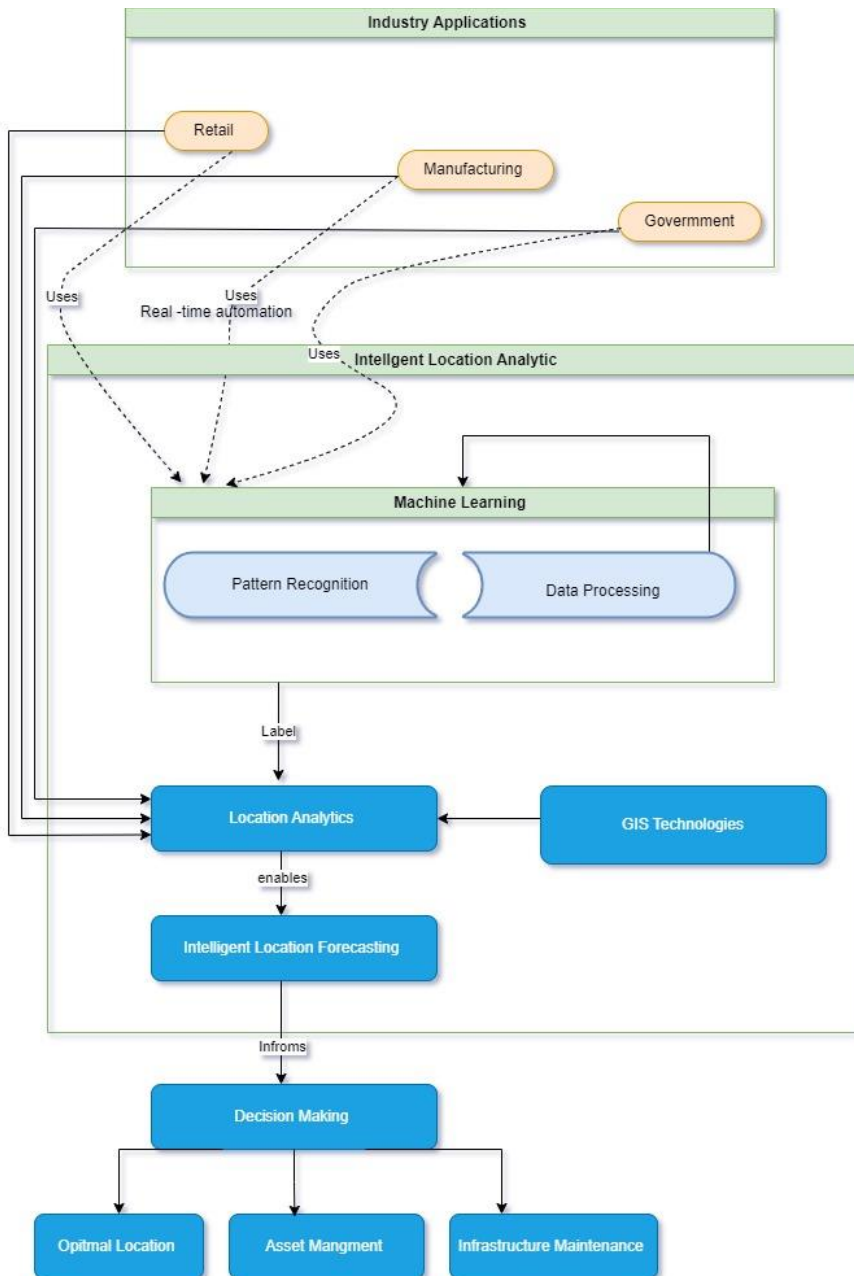 Industry Applications
Retail
Manufacturing
Govermment
Uses
Uses
Real -time automation
Uses
Intellgent Location Analytic
Machine Learning
Pattern Recognition
Data Processing
Label
Location Analytics
GIS Technologies
enables
Intelligent Location Forecasting
Infroms
Decision Making
Opitmal Location
Asset Mangment
Infrastructure Maintenance